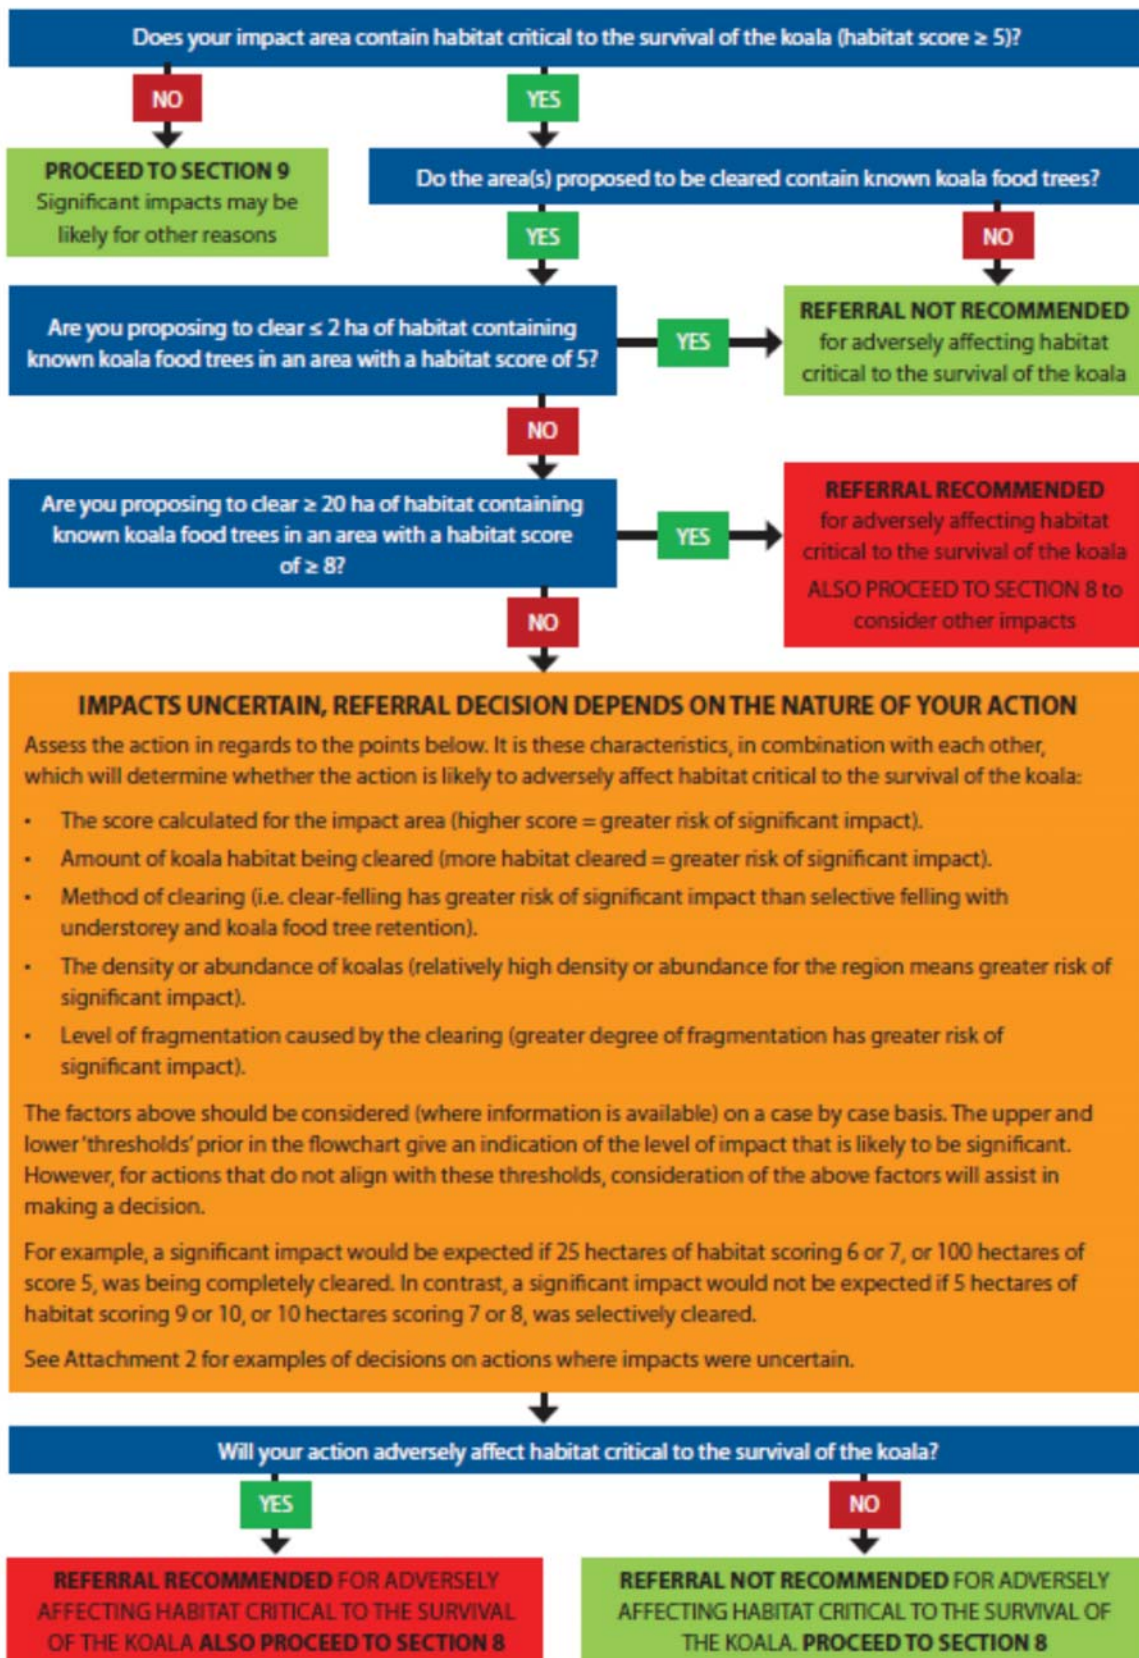 Does your impact area contain habitat critical to the survival of the koala (habitat score ≥ 5)?
NO
YES
PROCEED TO SECTION 9
Significant impacts may be
likely for other reasons
Do the area(s) proposed to be cleared contain known koala food trees?
YES
NO
Are you proposing to clear ≤ 2 ha of habitat containing
known koala food trees in an area with a habitat score of 5?
YES
REFERRAL NOT RECOMMENDED
for adversely affecting habitat
critical to the survival of the koala
NO
Are you proposing to clear ≥ 20 ha of habitat containing
known koala food trees in an area with a habitat score
of ≥ 8?
YES
REFERRAL RECOMMENDED
for adversely affecting habitat
critical to the survival of the koala
ALSO PROCEED TO SECTION 8 to
consider other impacts
NO
IMPACTS UNCERTAIN, REFERRAL DECISION DEPENDS ON THE NATURE OF YOUR ACTION
Assess the action in regards to the points below. It is these characteristics, in combination with each other,
which will determine whether the action is likely to adversely affect habitat critical to the survival of the koala:
• The score calculated for the impact area (higher score = greater risk of significant impact).
• Amount of koala habitat being cleared (more habitat cleared = greater risk of significant impact).
• Method of clearing (i.e. clear-felling has greater risk of significant impact than selective felling with
understorey and koala food tree retention).
• The density or abundance of koalas (relatively high density or abundance for the region means greater risk of
significant impact).
• Level of fragmentation caused by the clearing (greater degree of fragmentation has greater risk of
significant impact).
The factors above should be considered (where information is available) on a case by case basis. The upper and
lower 'thresholds' prior in the flowchart give an indication of the level of impact that is likely to be significant.
However, for actions that do not align with these thresholds, consideration of the above factors will assist in
making a decision.
For example, a significant impact would be expected if 25 hectares of habitat scoring 6 or 7, or 100 hectares of
score 5, was being completely cleared. In contrast, a significant impact would not be expected if 5 hectares of
habitat scoring 9 or 10, or 10 hectares scoring 7 or 8, was selectively cleared.
See Attachment 2 for examples of decisions on actions where impacts were uncertain.
Will your action adversely affect habitat critical to the survival of the koala?
YES
NO
REFERRAL RECOMMENDED FOR ADVERSELY
AFFECTING HABITAT CRITICAL TO THE SURVIVAL
OF THE KOALA ALSO PROCEED TO SECTION 8
REFERRAL NOT RECOMMENDED FOR ADVERSELY
AFFECTING HABITAT CRITICAL TO THE SURVIVAL OF
THE KOALA. PROCEED TO SECTION 8